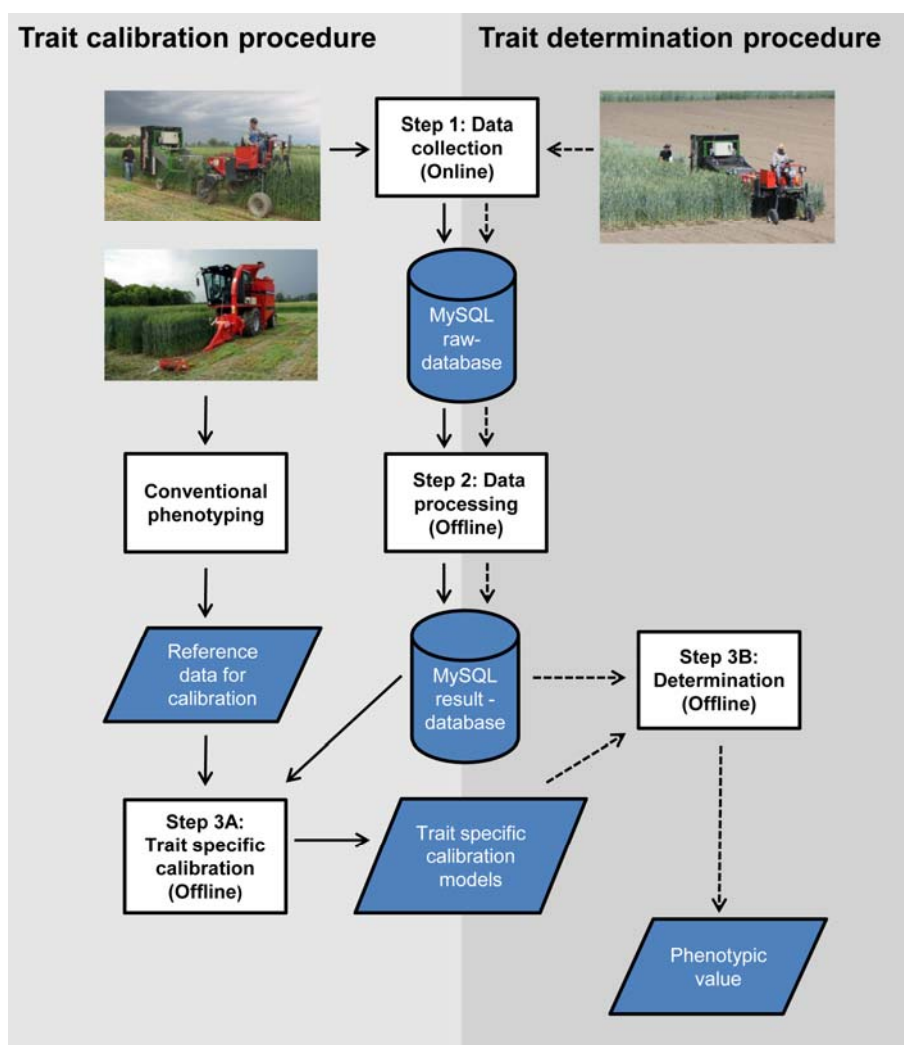 Trait calibration procedure
Trait determination procedure
Step 1: Data
collection
(Online)
MySQL
raw-
database
Conventional
phenotyping
Step 2: Data
processing
(Offline)
Reference
data for
calibration
MySQL
result -
database
Step 3B:
Determination
(Offline)
Step 3A:
Trait specific
calibration
(Offline)
Trait specific
calibration
models
Phenotypic
value